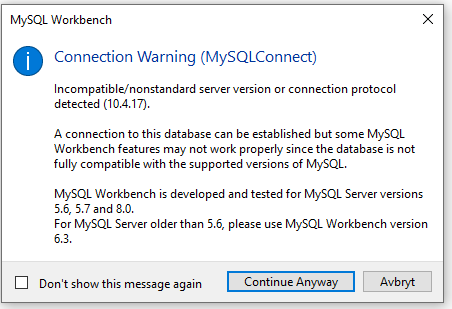 MySQL Workbench
Connection Warning (MySQLConnect)
Incompatible/nonstandard server version or connection protocol
detected (10.4.17).
A connection to this database can be established but some MySQL
Workbench features may not work properly since the database is not
fully compatible with the supported versions of MySQL.
MySQL Workbench is developed and tested for MySQL Server versions
5.6, 5.7 and 8.0.
For MySQL Server older than 5.6, please use MySQL Workbench version
6.3.
Don't show this message again
Continue Anyway
Avbryt